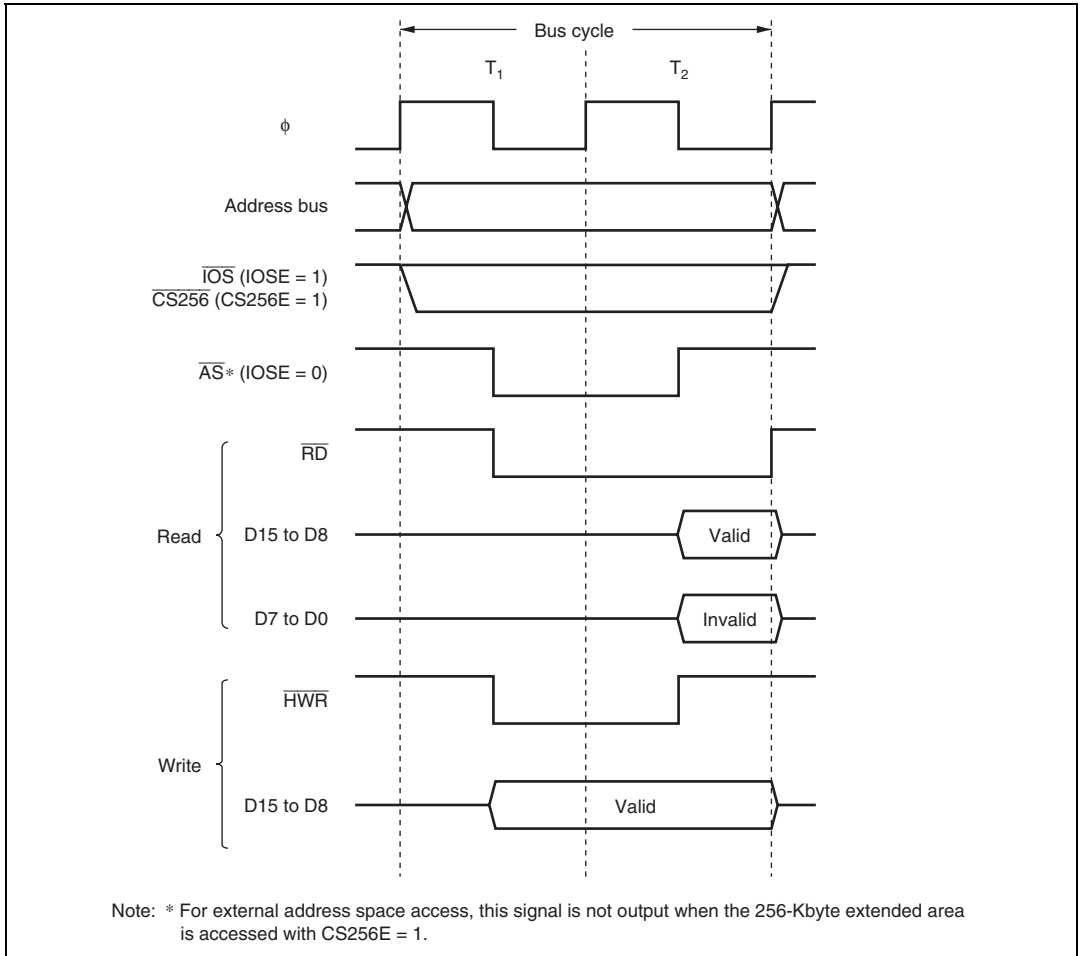 Bus cycle
T1 T2
ϕ
Address bus
IOS (IOSE = 1)
CS256 (CS256E = 1)
AS* (IOSE = 0)
RD
Read
D15 to D8 Valid
D7 to D0 Invalid
HWR
Write
D15 to D8 Valid
Note: * For external address space access, this signal is not output when the 256-Kbyte extended area
is accessed with CS256E = 1.